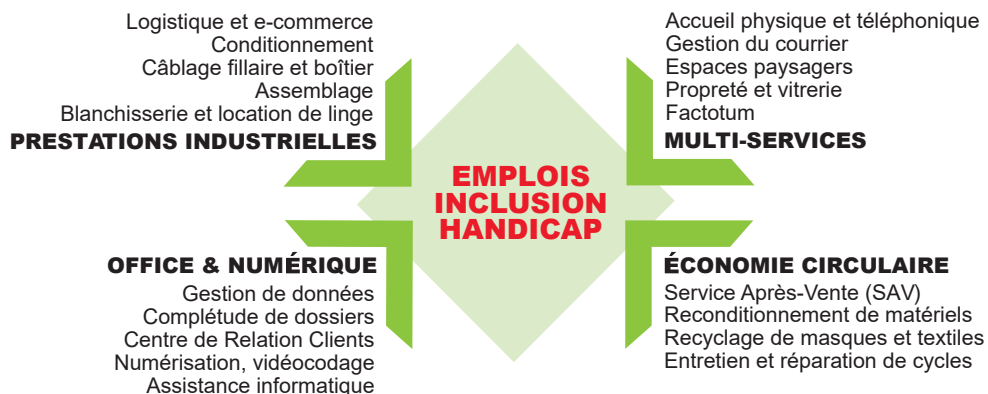 Logistique et e-commerce
Conditionnement
Câblage fillaire et boîtier
Assemblage
Blanchisserie et location de linge
PRESTATIONS INDUSTRIELLES
Accueil physique et téléphonique
Gestion du courrier
Espaces paysagers
Propreté et vitrerie
Factotum
MULTI-SERVICES
EMPLOIS
INCLUSION
HANDICAP
OFFICE & NUMÉRIQUE
Gestion de données
Complétude de dossiers
Centre de Relation Clients
Numérisation, vidéocodage
Assistance informatique
ÉCONOMIE CIRCULAIRE
Service Après-Vente (SAV)
Reconditionnement de matériels
Recyclage de masques et textiles
Entretien et réparation de cycles